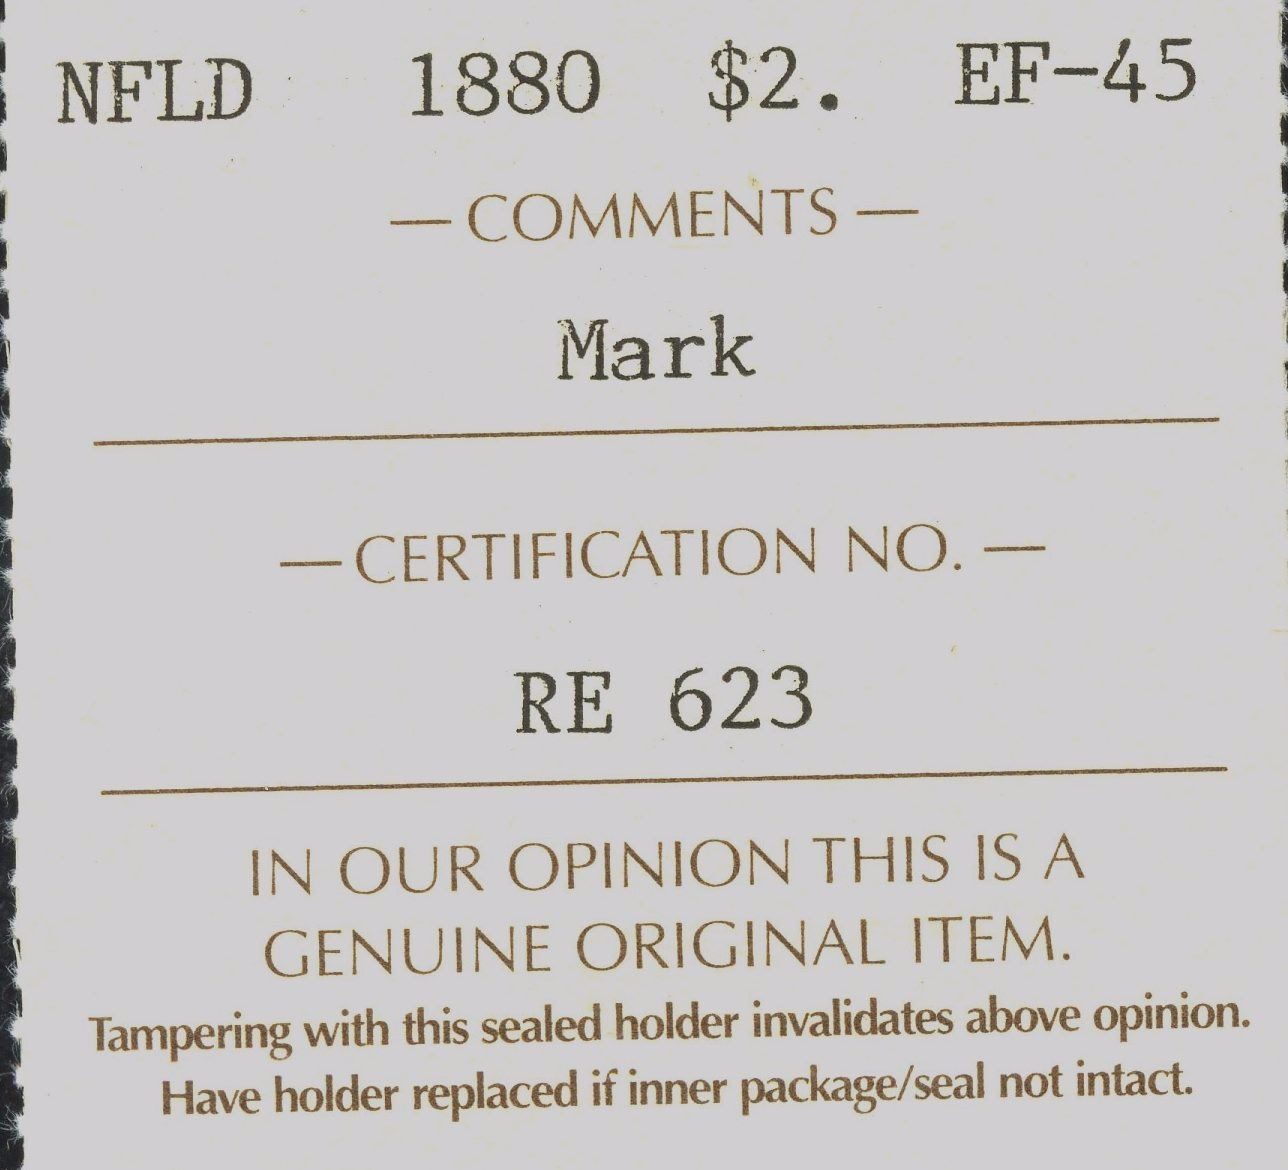 NFLD 1880 $2. EF-45
— COMMENTS —
Mark
— CERTIFICATION NO. —
RE 623
IN OUR OPINION THIS IS A
GENUINE ORIGINAL ITEM.
Tampering with this sealed holder invalidates above opinion.
Have holder replaced if inner package/seal not intact.